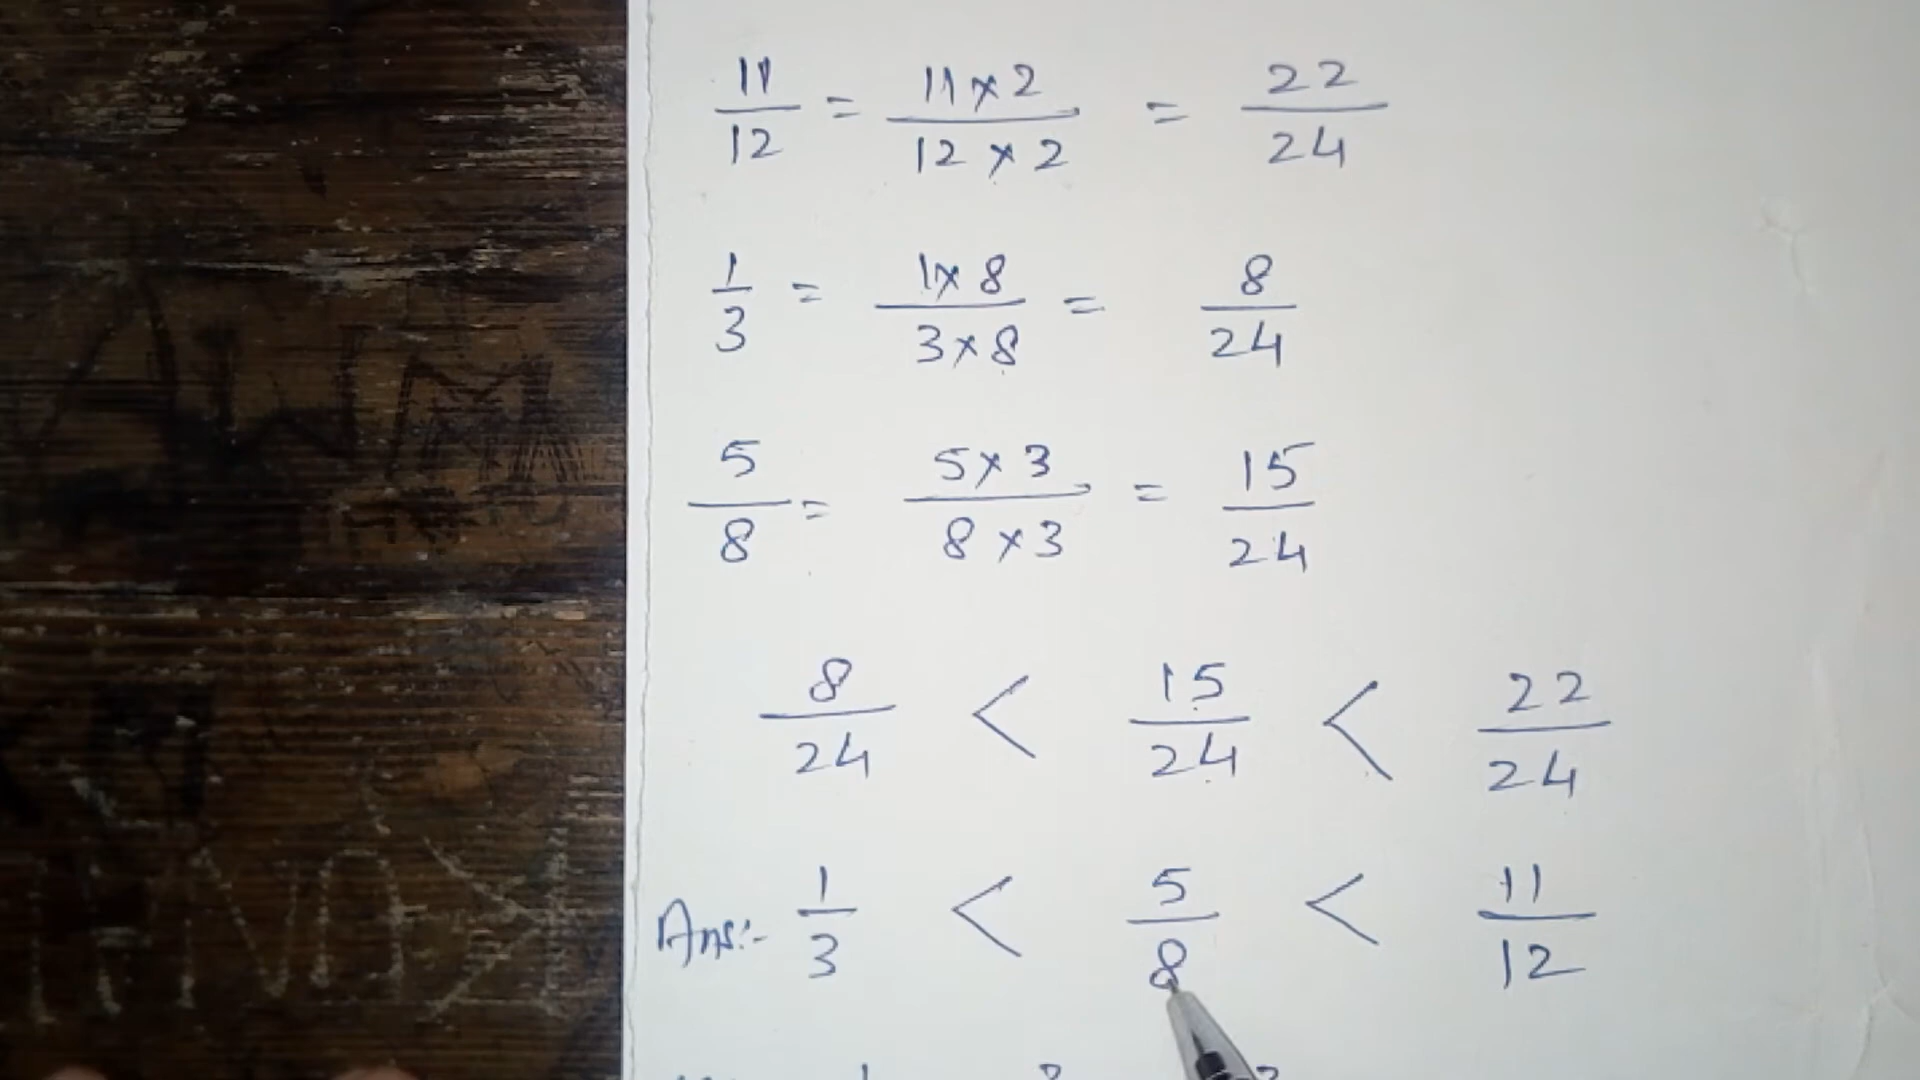 11/12 = 11×2/12×2 = 22/24
1/3 = 1×8/3×8 = 8/24
5/8 = 5×3/8×3 = 15/24
8/24 < 15/24 < 22/24
Ans:- 1/3 < 5/8 < 11/12